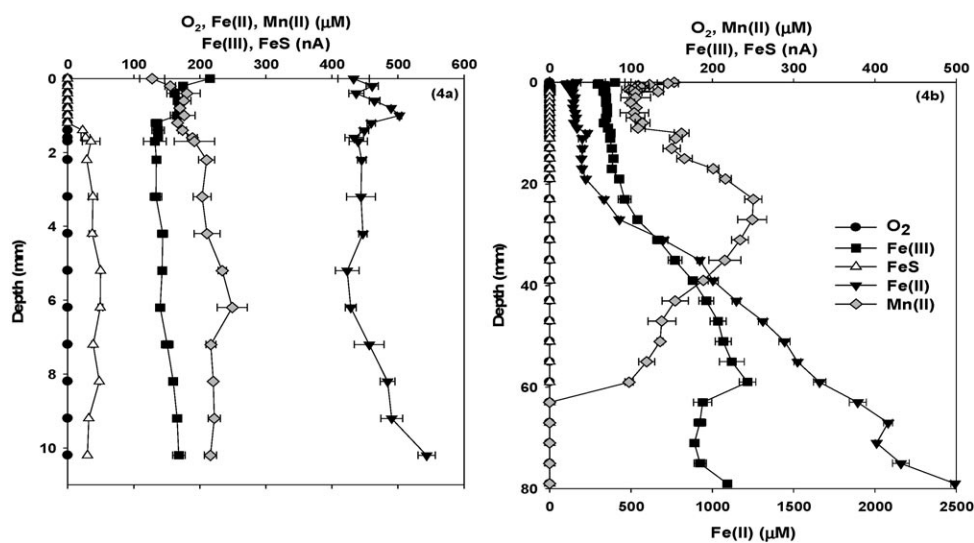 O2, Fe(II), Mn(II) (μM)
Fe(III), FeS (nA)
0 100 200 300 400 500 600
(4a)
0
2
4
6
8
10
Depth (mm)
O2, Mn(II) (μM)
Fe(III), FeS (nA)
0 100 200 300 400 500
(4b)
0
20
40
60
80
Depth (mm)
O2
Fe(III)
FeS
Fe(II)
Mn(II)
0 500 1000 1500 2000 2500
Fe(II) (μM)